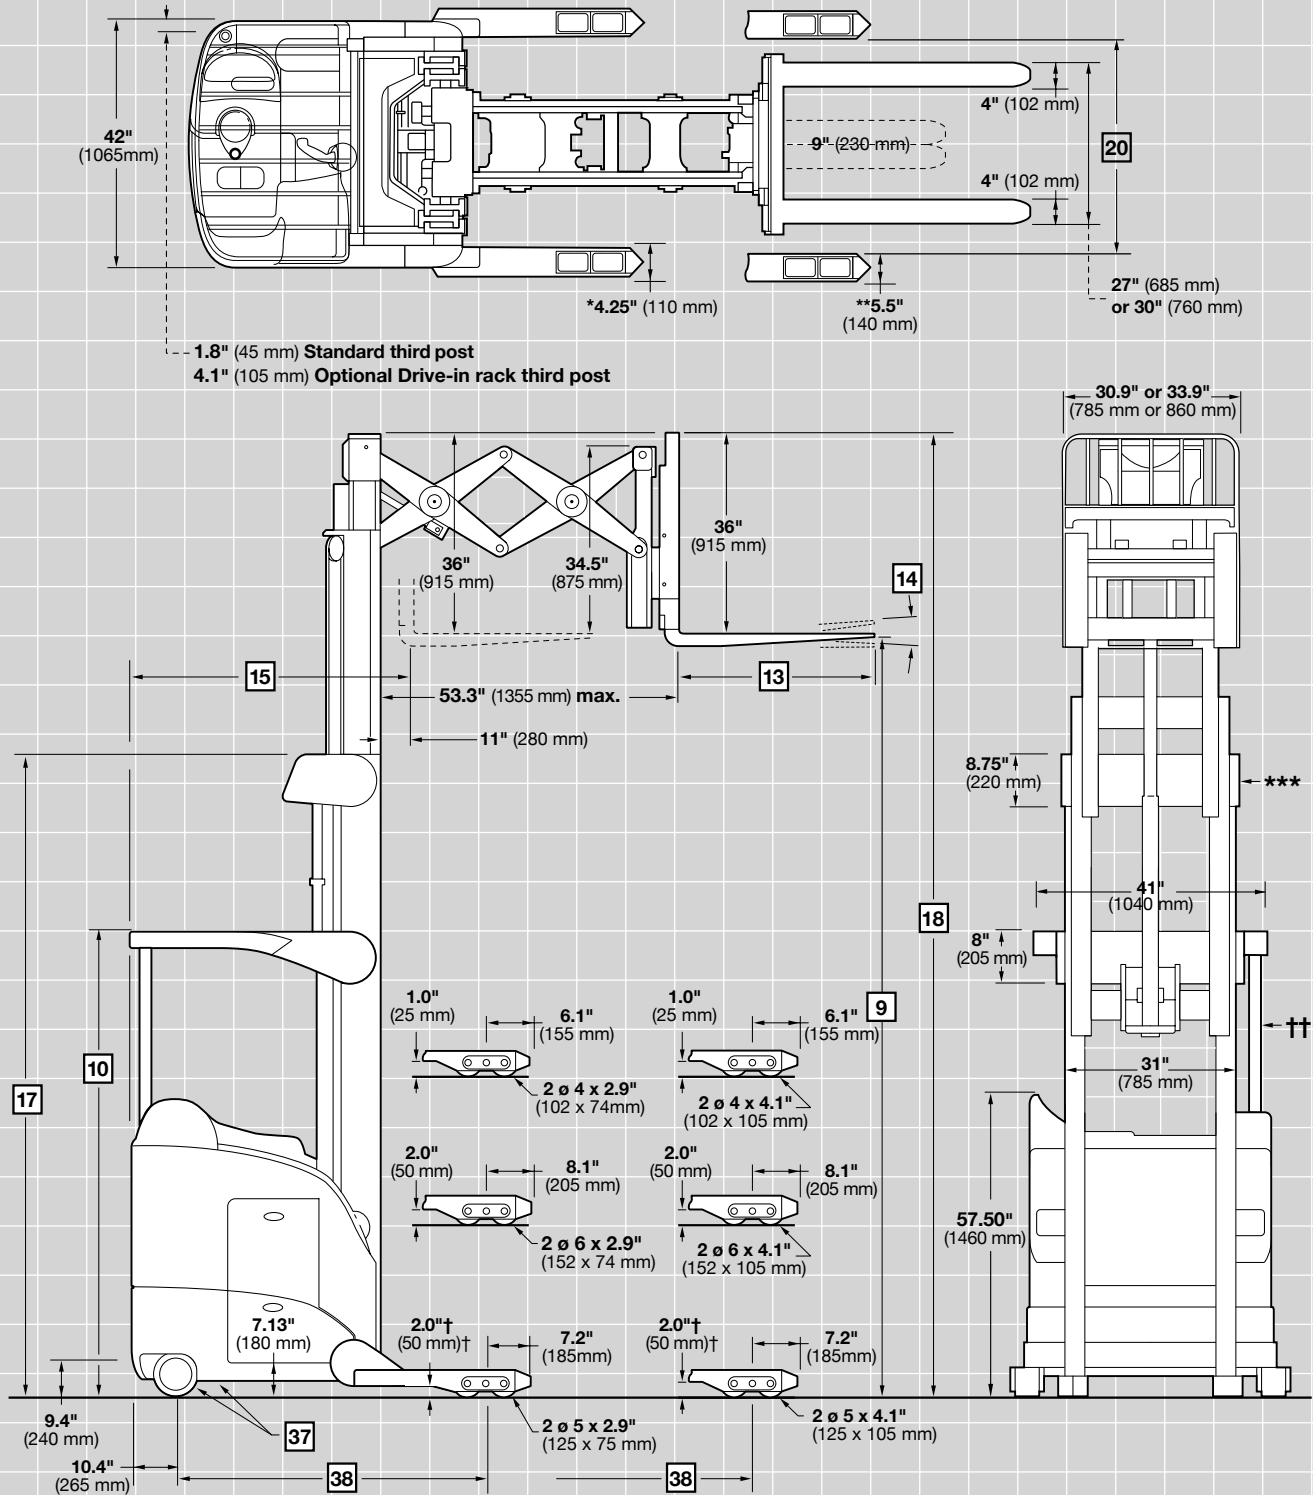 42"
(1065mm)
4" (102 mm)
9" (230 mm)
20
4" (102 mm)
*4.25" (110 mm)
**5.5"
(140 mm)
27" (685 mm)
or 30" (760 mm)
1.8" (45 mm) Standard third post
4.1" (105 mm) Optional Drive-in rack third post
30.9" or 33.9"
(785 mm or 860 mm)
36"
(915 mm)
34.5"
(875 mm)
36"
(915 mm)
14
15
13
53.3" (1355 mm) max.
11" (280 mm)
8.75"
(220 mm)
***
41"
(1040 mm)
18
8"
(205 mm)
1.0"
(25 mm)
6.1"
(155 mm)
1.0"
(25 mm)
6.1"
(155 mm)
9
††
10
17
31"
(785 mm)
2 ø 4 x 2.9"
(102 x 74mm)
2 ø 4 x 4.1"
(102 x 105 mm)
2.0"
(50 mm)
8.1"
(205 mm)
2.0"
(50 mm)
8.1"
(205 mm)
57.50"
(1460 mm)
2 ø 6 x 2.9"
(152 x 74 mm)
2 ø 6 x 4.1"
(152 x 105 mm)
7.13"
(180 mm)
2.0"†
(50 mm)†
7.2"
(185mm)
2.0"†
(50 mm)†
7.2"
(185mm)
9.4"
(240 mm)
37
2 ø 5 x 2.9"
(125 x 75 mm)
2 ø 5 x 4.1"
(125 x 105 mm)
10.4"
(265 mm)
38
38